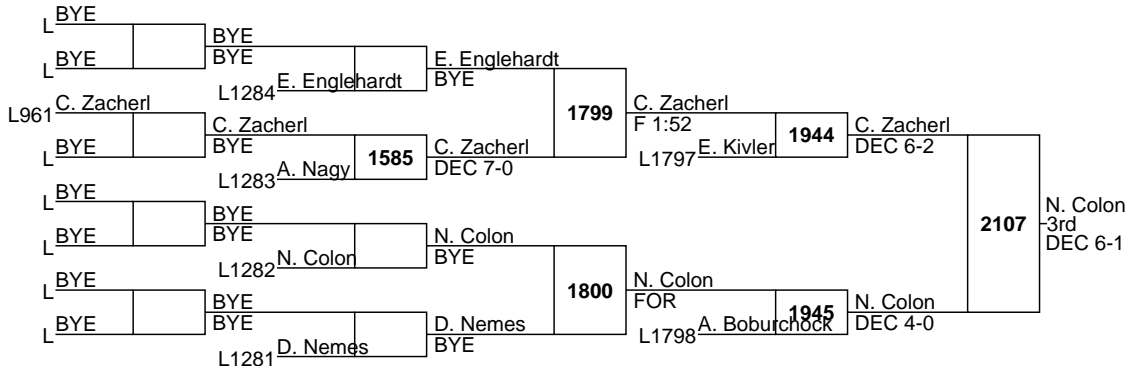 L BYE
L BYE
BYE
BYE
L1284 E. Englehardt
E. Englehardt
BYE
L961 C. Zacherl
L BYE
C. Zacherl
BYE
L1283 A. Nagy
1585
C. Zacherl
DEC 7-0
1799
C. Zacherl
F 1:52
L1797 E. Kivler
1944
C. Zacherl
DEC 6-2
L BYE
L BYE
BYE
BYE
L1282 N. Colon
N. Colon
BYE
L BYE
L BYE
BYE
BYE
L1281 D. Nemes
D. Nemes
BYE
1800
N. Colon
FOR
L1798 A. Boburchock
1945
N. Colon
DEC 4-0
2107
N. Colon
3rd
DEC 6-1